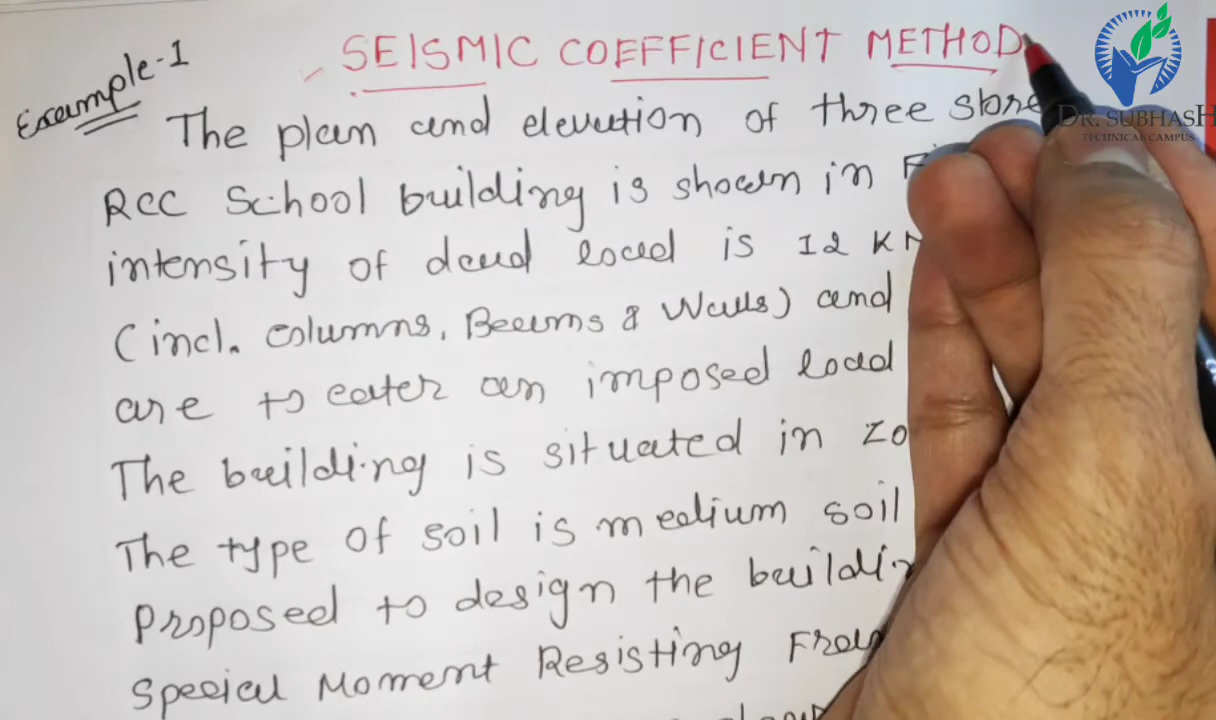 Example-1
SEISMIC COEFFICIENT METHOD
The plan and elevation of three
RCC School building is shown in
intensity of dead load is 12
(incl. columns, Beams & Walls) and
are to cater an imposed load
The building is situated in
The type of soil is medium soil
Proposed to design the
Special Moment Resisting
DR. SUBHASH
TECHNICAL CAMPUS